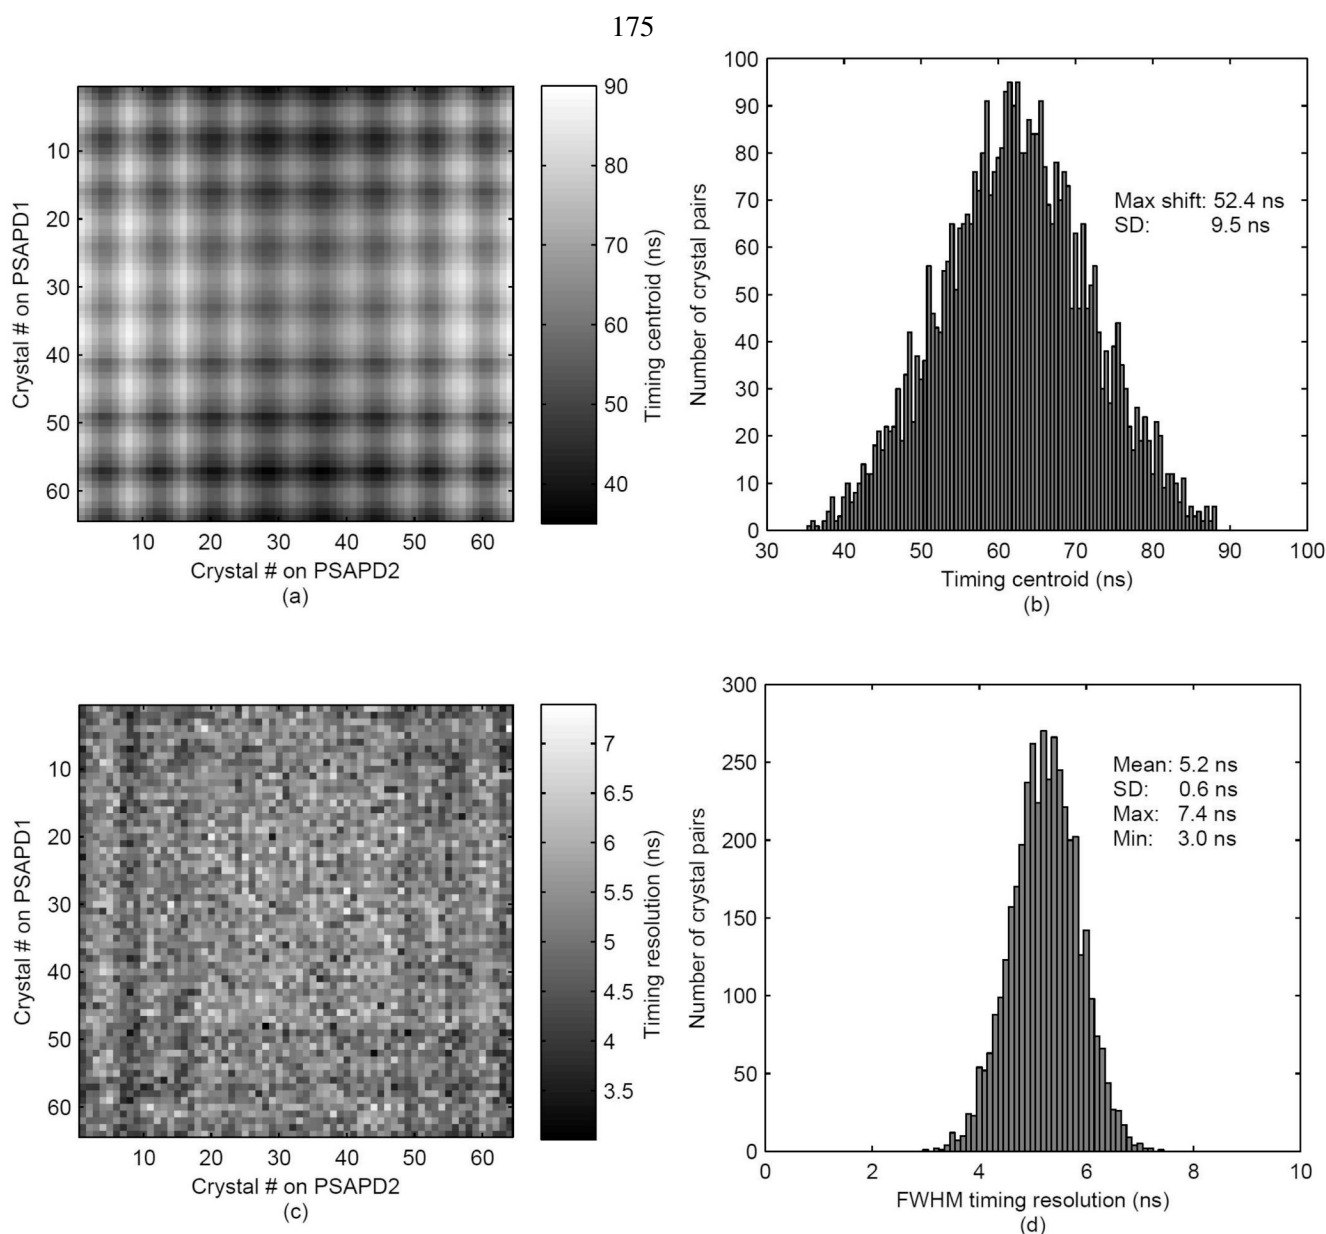 175
90
80
70
60
50
40
Timing centroid (ns)
10
20
30
40
50
60
Crystal # on PSAPD1
10 20 30 40 50 60
Crystal # on PSAPD2
(a)
100
90
80
70
60
50
40
30
20
10
0
Number of crystal pairs
Max shift: 52.4 ns
SD: 9.5 ns
30 40 50 60 70 80 90 100
Timing centroid (ns)
(b)
7
6.5
6
5.5
5
4.5
4
3.5
Timing resolution (ns)
10
20
30
40
50
60
Crystal # on PSAPD1
10 20 30 40 50 60
Crystal # on PSAPD2
(c)
300
250
200
150
100
50
0
Number of crystal pairs
Mean: 5.2 ns
SD: 0.6 ns
Max: 7.4 ns
Min: 3.0 ns
0 2 4 6 8 10
FWHM timing resolution (ns)
(d)